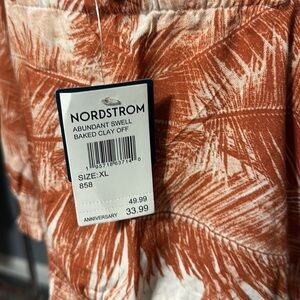 NORDSTROM
ABUNDANT SWELL
BAKED CLAY OFF
SIZE:XL
858
49.99
ANNIVERSARY 33.99